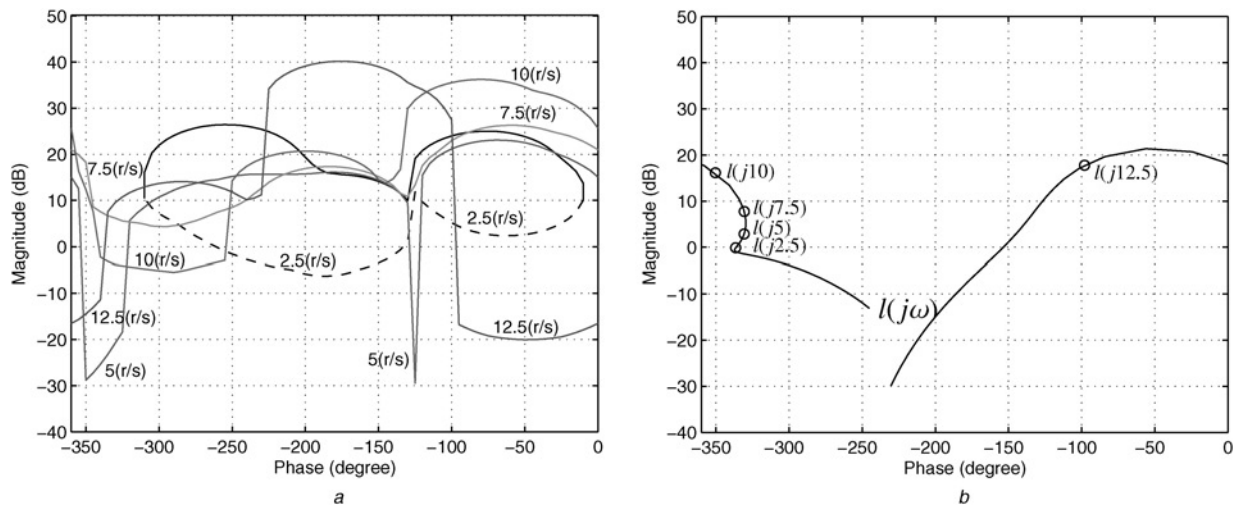 50
40
30
20
10
0
−10
−20
−30
−40
Magnitude (dB)
−350
−300
−250
−200
−150
−100
−50
0
Phase (degree)
10(r/s)
7.5(r/s)
7.5(r/s)
2.5(r/s)
10(r/s)
2.5(r/s)
12.5(r/s)
12.5(r/s)
5(r/s)
5(r/s)
a
50
40
30
20
10
0
−10
−20
−30
−40
Magnitude (dB)
−350
−300
−250
−200
−150
−100
−50
0
Phase (degree)
l(j10)
l(j12.5)
l(j7.5)
l(j5)
l(j2.5)
l(jω)
b